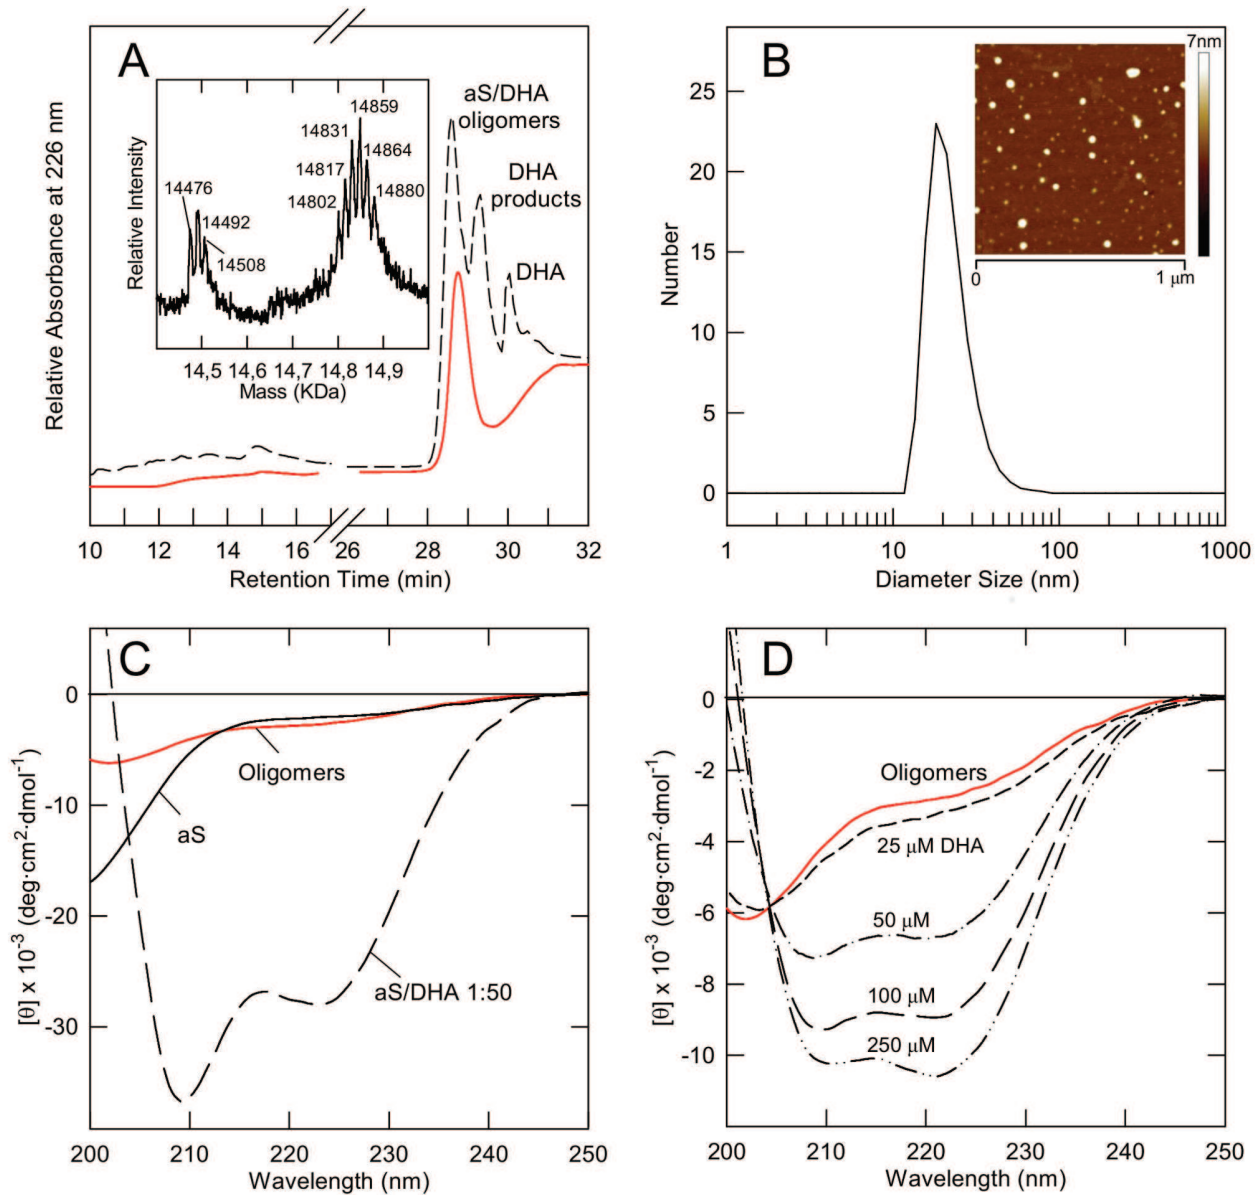 A
Relative Absorbance at 226 nm
aS/DHA
oligomers
DHA
products
DHA
Relative Intensity
14476
14492
14508
14802
14817
14831
14859
14864
14880
14,5 14,6 14,7 14,8 14,9
Mass (KDa)
10 12 14 16 26 28 30 32
Retention Time (min)
B
7nm
0 1 μm
Number
25
20
15
10
5
0
1 10 100 1000
Diameter Size (nm)
C
[θ] x 10-3 (deg·cm2·dmol-1)
0
-10
-20
-30
Oligomers
aS
aS/DHA 1:50
200 210 220 230 240 250
Wavelength (nm)
D
[θ] x 10-3 (deg·cm2·dmol-1)
0
-2
-4
-6
-8
-10
Oligomers
25 μM DHA
50 μM
100 μM
250 μM
200 210 220 230 240 250
Wavelength (nm)